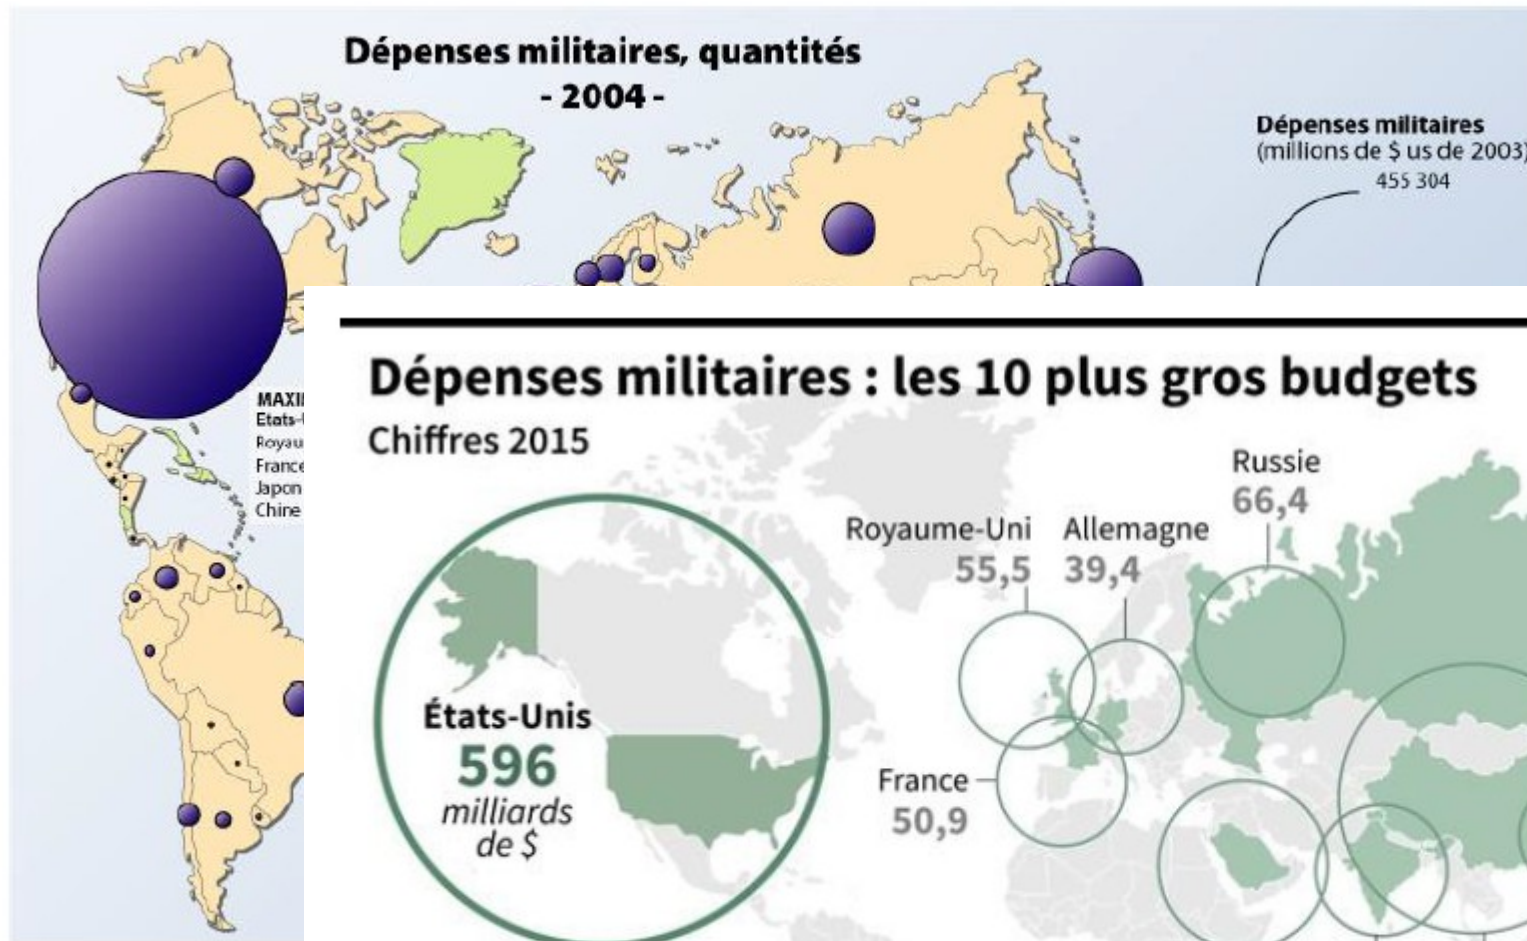 Dépenses militaires, quantités
- 2004 -
Dépenses militaires
(millions de $ us de 2003)
455 304
France
Japon
Chine
Dépenses militaires : les 10 plus gros budgets
Chiffres 2015
Russie
66,4
Royaume-Uni
55,5
Allemagne
39,4
États-Unis
596
milliards
de $
France
50,9